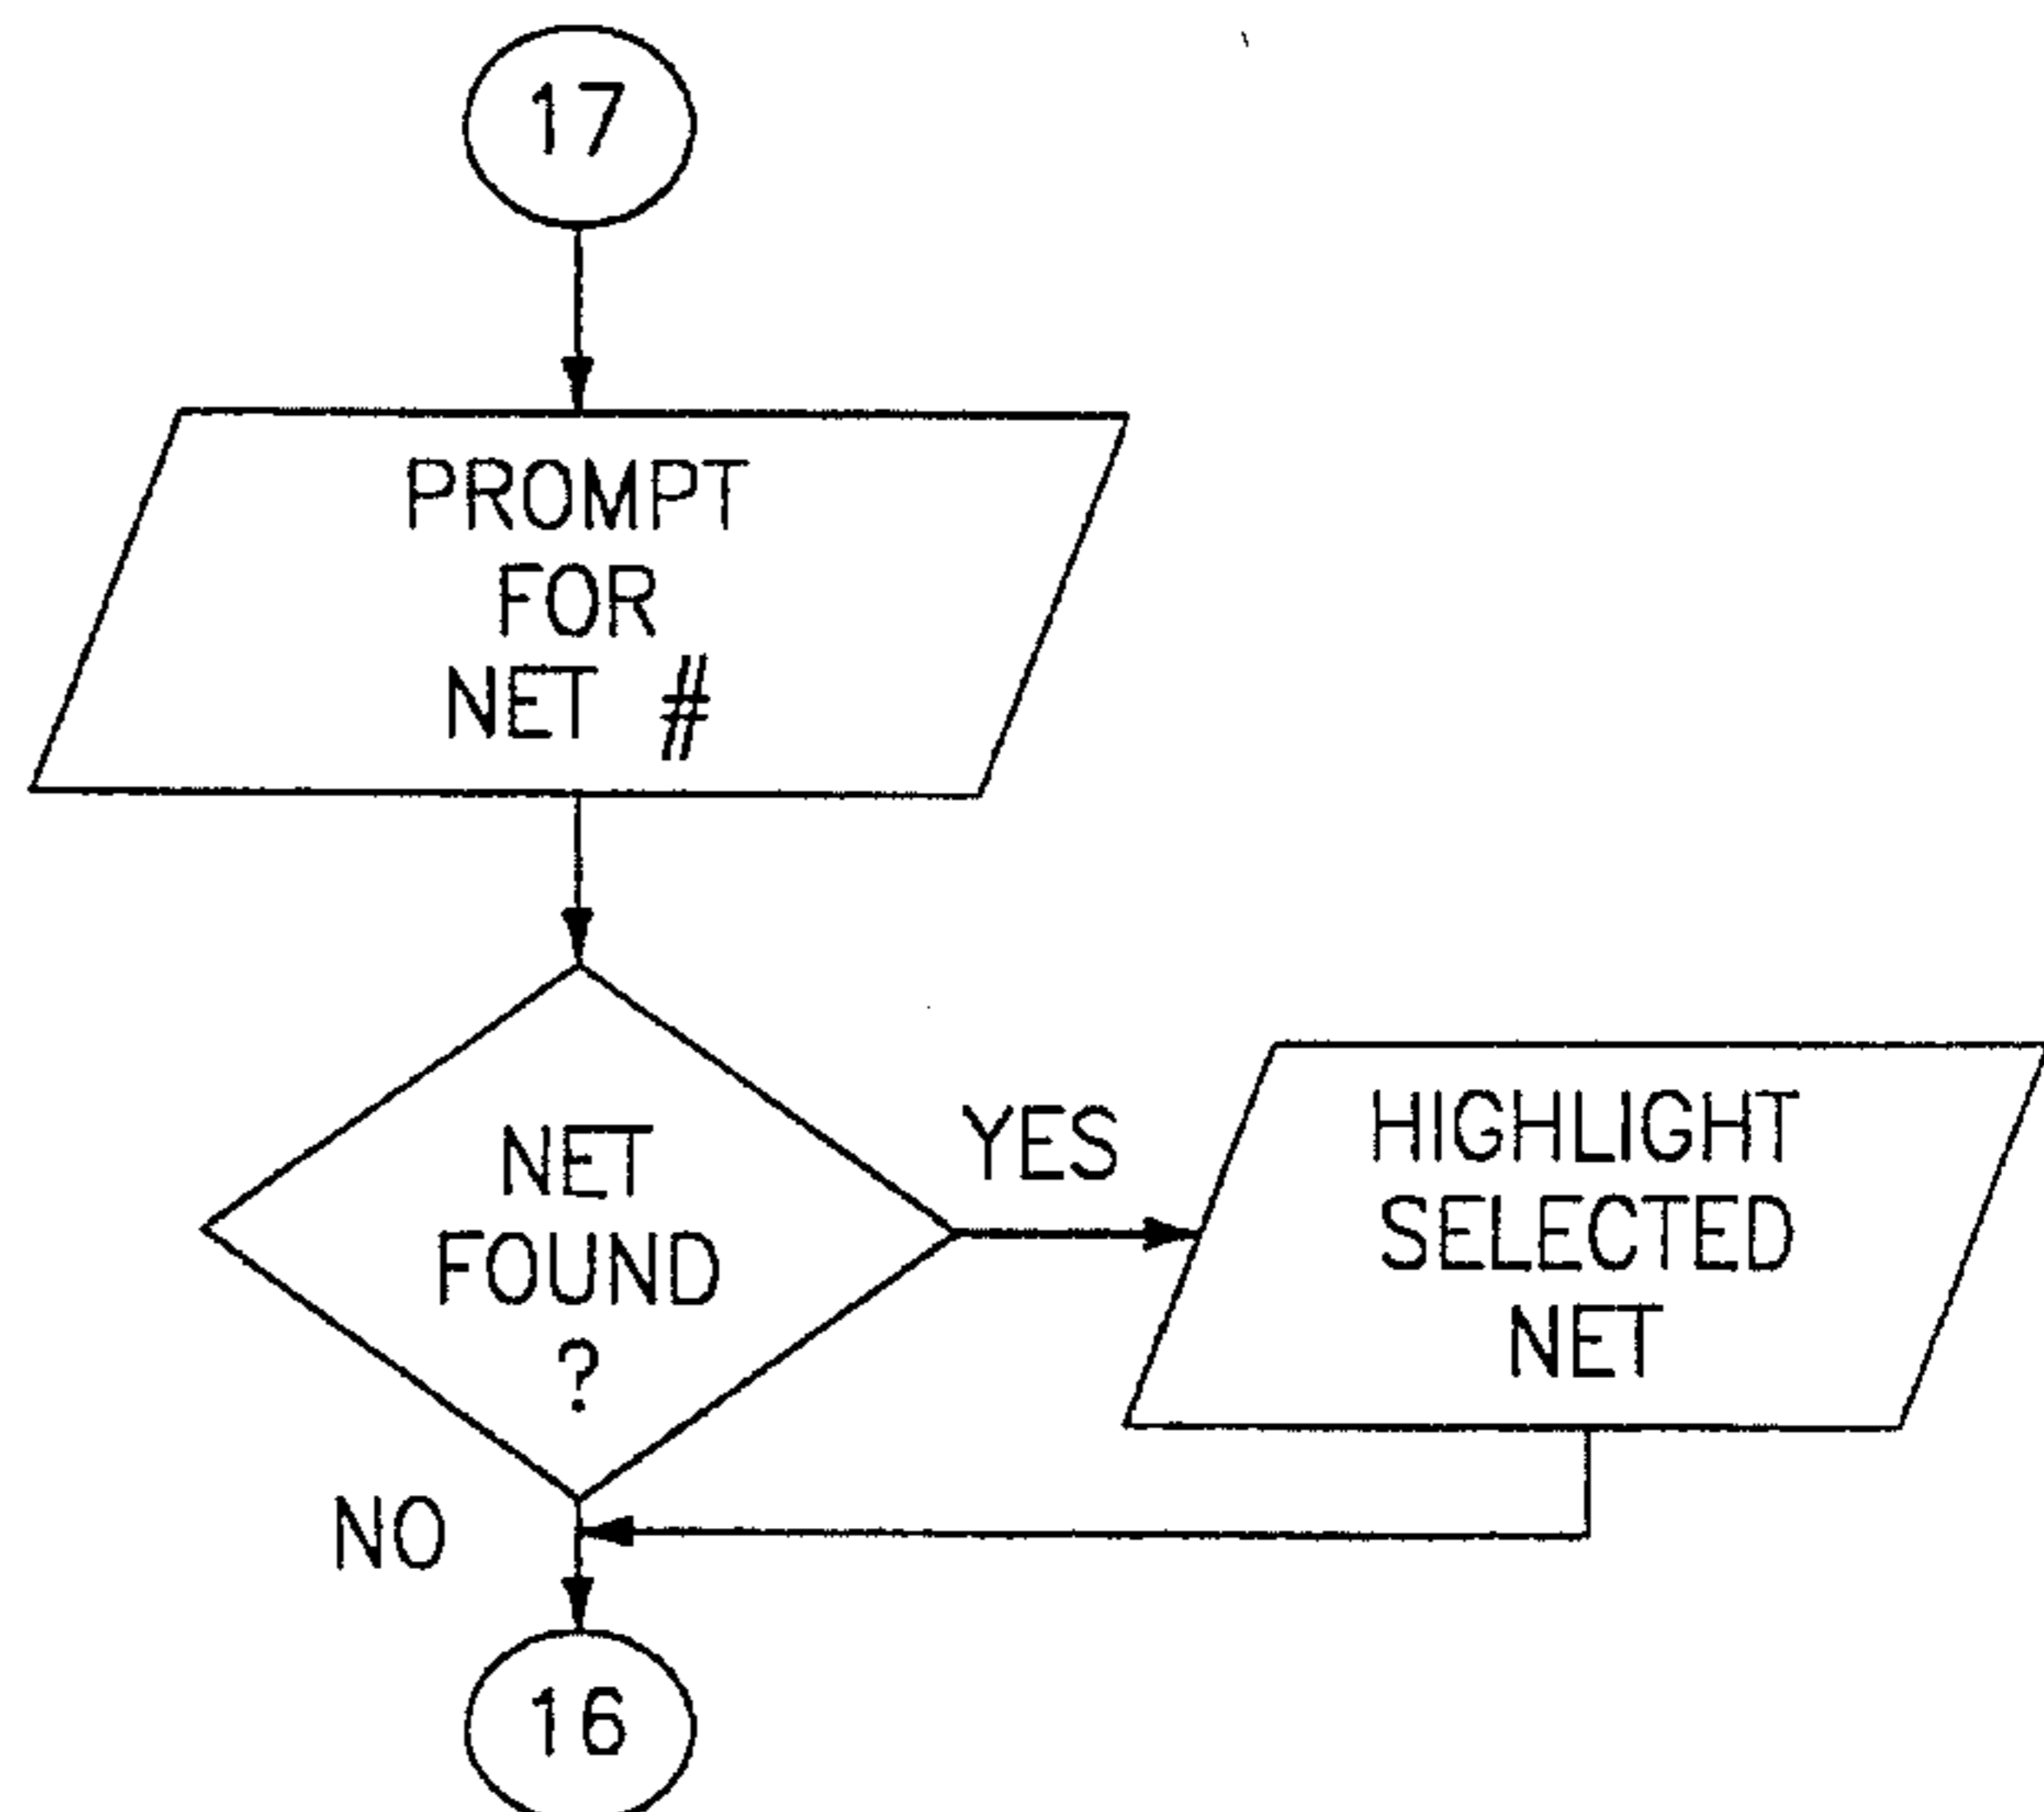 17
PROMPT
FOR
NET #
NET
FOUND
?
YES
HIGHLIGHT
SELECTED
NET
NO
16